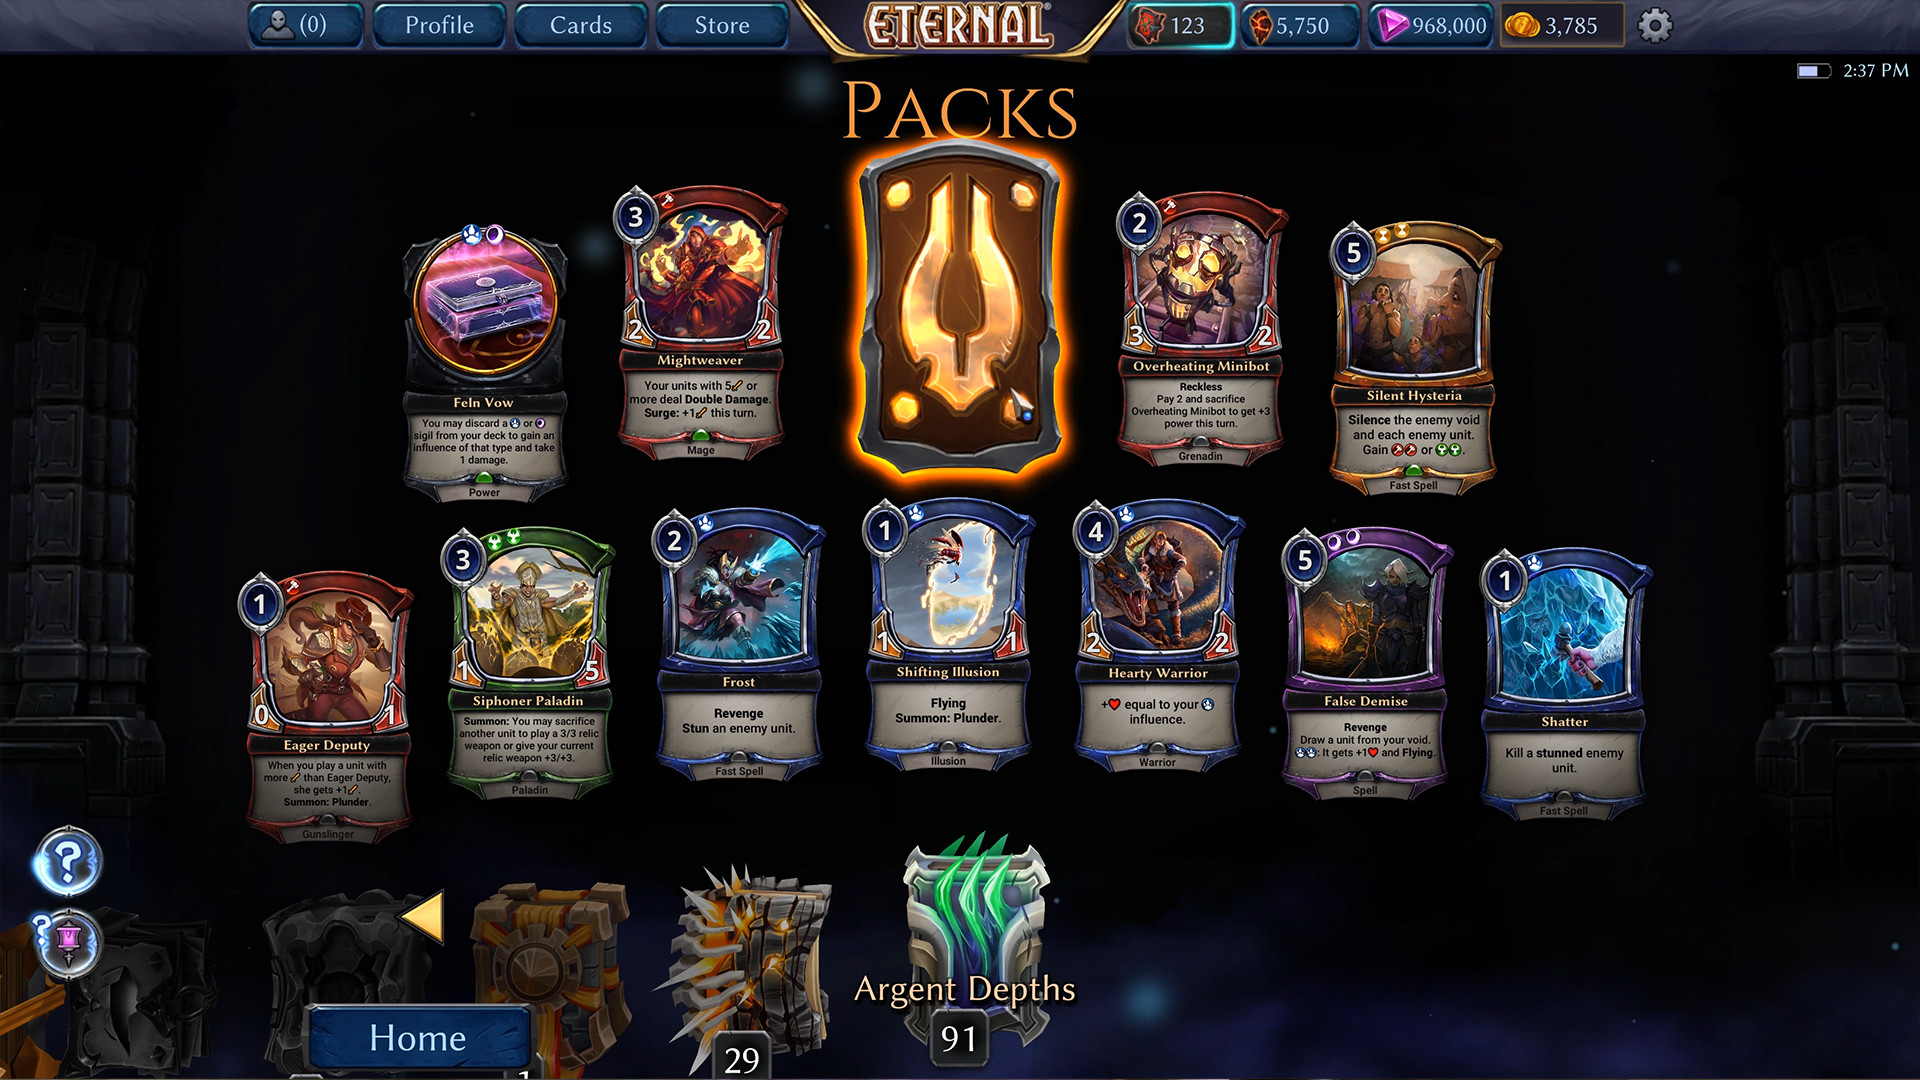 (0)
Profile
Cards
Store
ETERNAL
123
5,750
968,000
3,785
2:37 PM
PACKS
Feln Vow
You may discard a or
sigil from your deck to gain an
influence of that type and take
1 damage.
Power
3
2
2
Mightweaver
Your units with 5 or
more deal Double Damage.
Surge: +1 this turn.
Mage
2
3
2
Overheating Minibot
Reckless
Pay 2 and sacrifice
Overheating Minibot to get +3
power this turn.
Grenadin
5
Silent Hysteria
Silence the enemy void
and each enemy unit.
Gain or .
Fast Spell
1
0
1
Eager Deputy
When you play a unit with
more than Eager Deputy,
she gets +1 .
Summon: Plunder.
Gunslinger
3
1
5
Siphoner Paladin
Summon: You may sacrifice
another unit to play a 3/3 relic
weapon or give your current
relic weapon +3/+3.
Paladin
2
Frost
Revenge
Stun an enemy unit.
Fast Spell
1
1
1
Shifting Illusion
Flying
Summon: Plunder.
Illusion
4
2
2
Hearty Warrior
+ equal to your
influence.
Warrior
5
False Demise
Revenge
Draw a unit from your void.
: It gets +1 and Flying.
Spell
1
Shatter
Kill a stunned enemy
unit.
Fast Spell
?
?
Home
1
29
Argent Depths
91